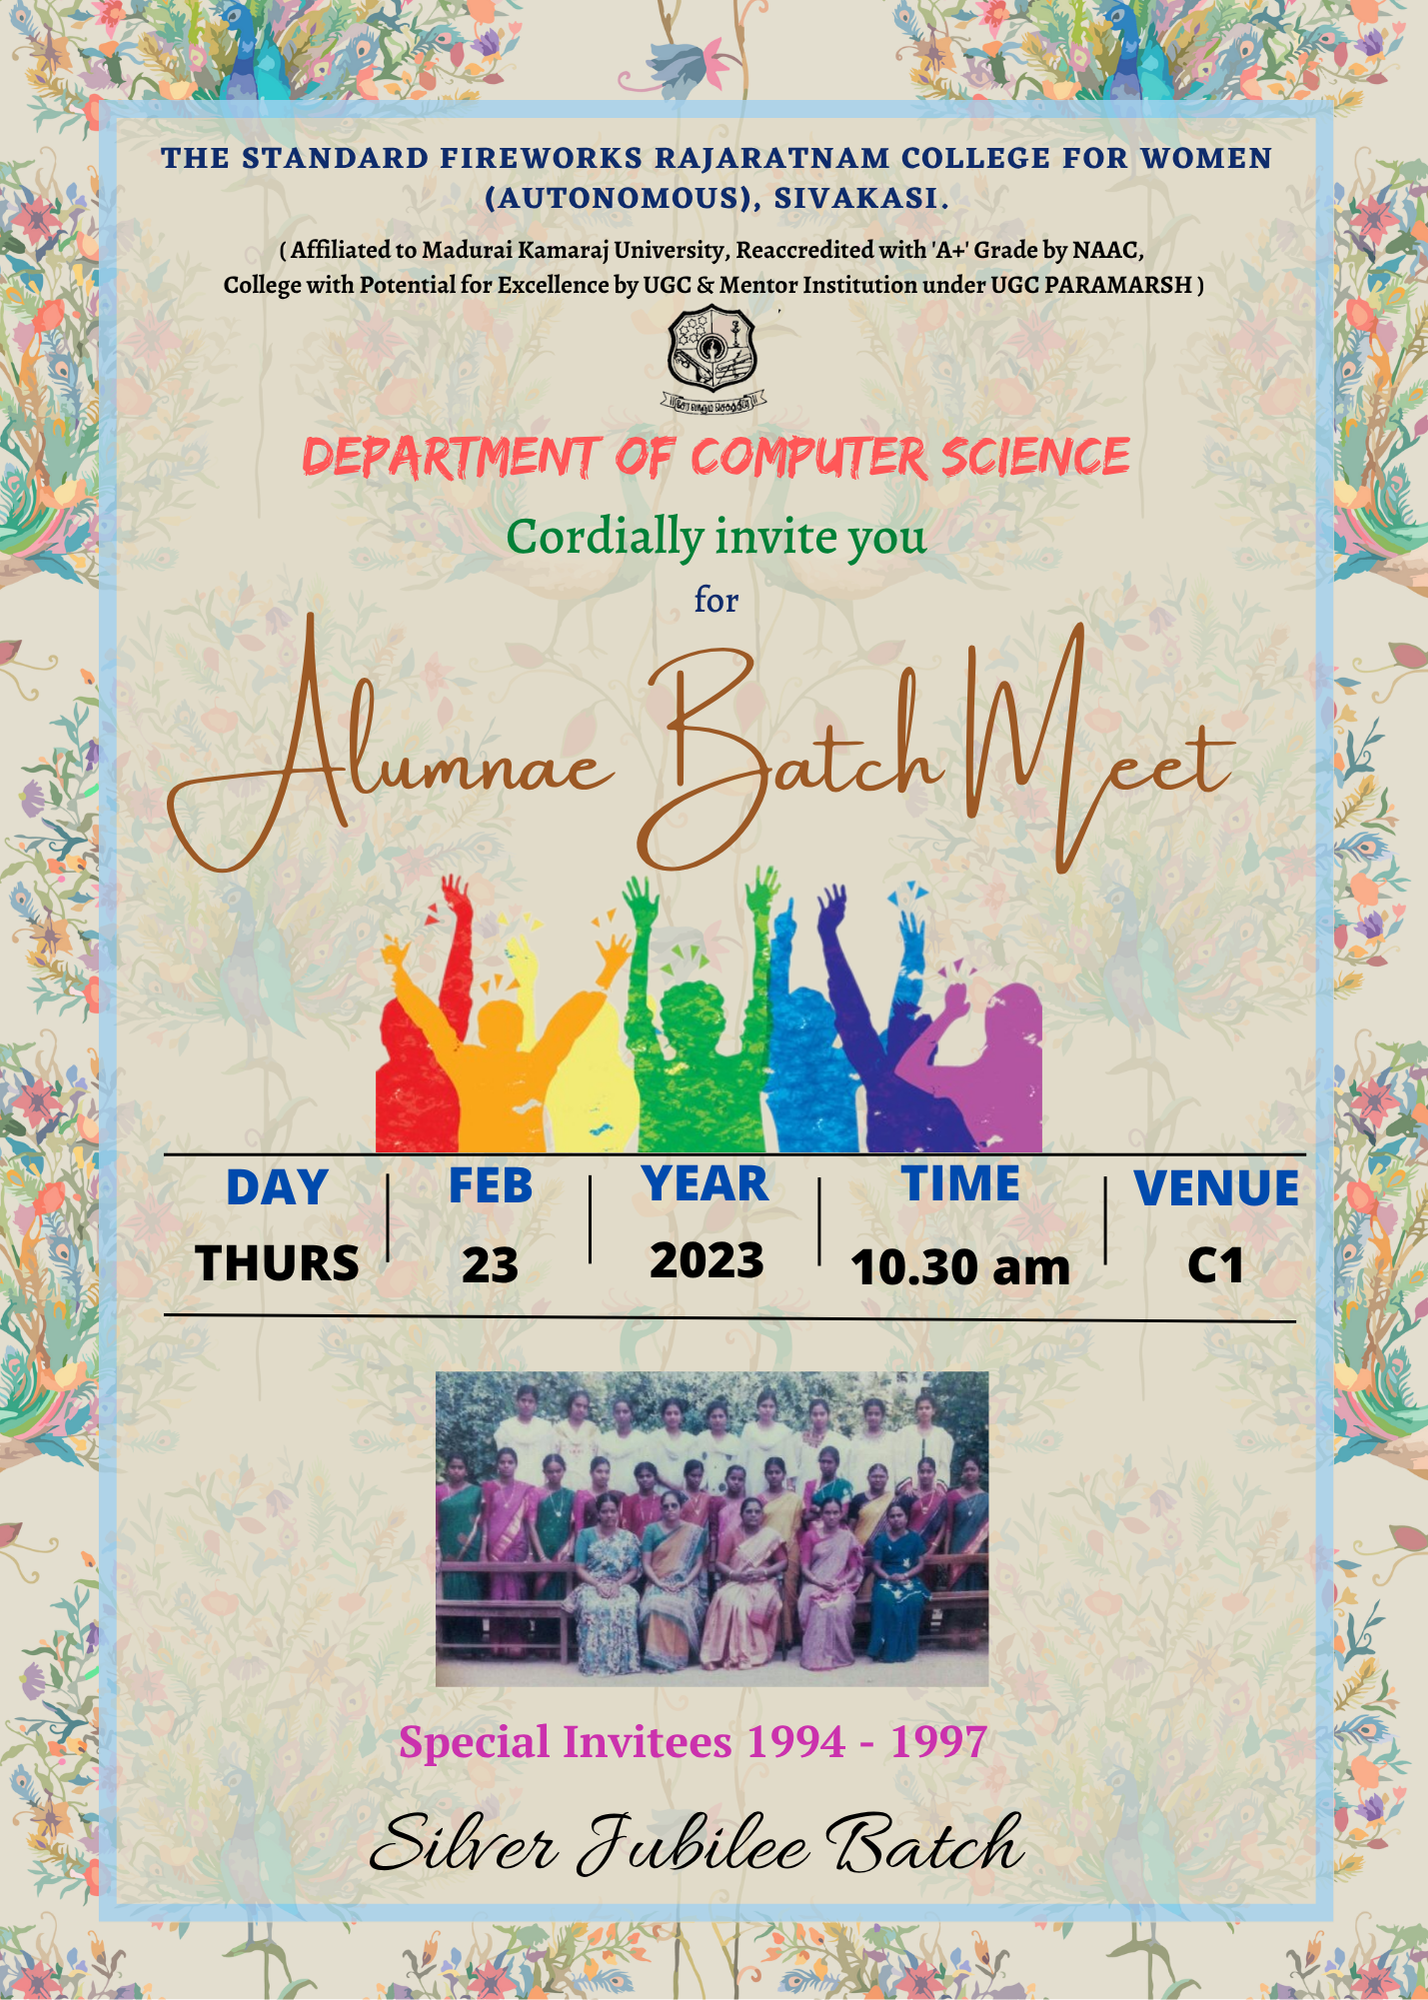 THE STANDARD FIREWORKS RAJARATNAM COLLEGE FOR WOMEN
(AUTONOMOUS), SIVAKASI.
( Affiliated to Madurai Kamaraj University, Reaccredited with 'A+' Grade by NAAC,
College with Potential for Excellence by UGC & Mentor Institution under UGC PARAMARSH )
DEPARTMENT OF COMPUTER SCIENCE
Cordially invite you
for
Alumnae Batch Meet
DAY FEB YEAR TIME VENUE
THURS 23 2023 10.30 am C1
Special Invitees 1994 - 1997
Silver Jubilee Batch